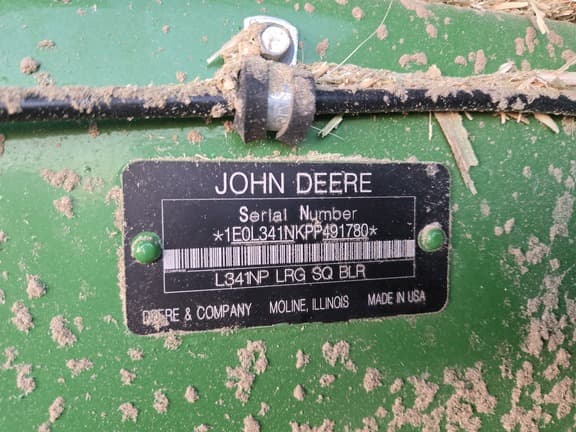 JOHN DEERE
Serial Number
*1E0L341NKPP491780*
L341NP LRG SQ BLR
DEERE & COMPANY MOLINE, ILLINOIS MADE IN USA